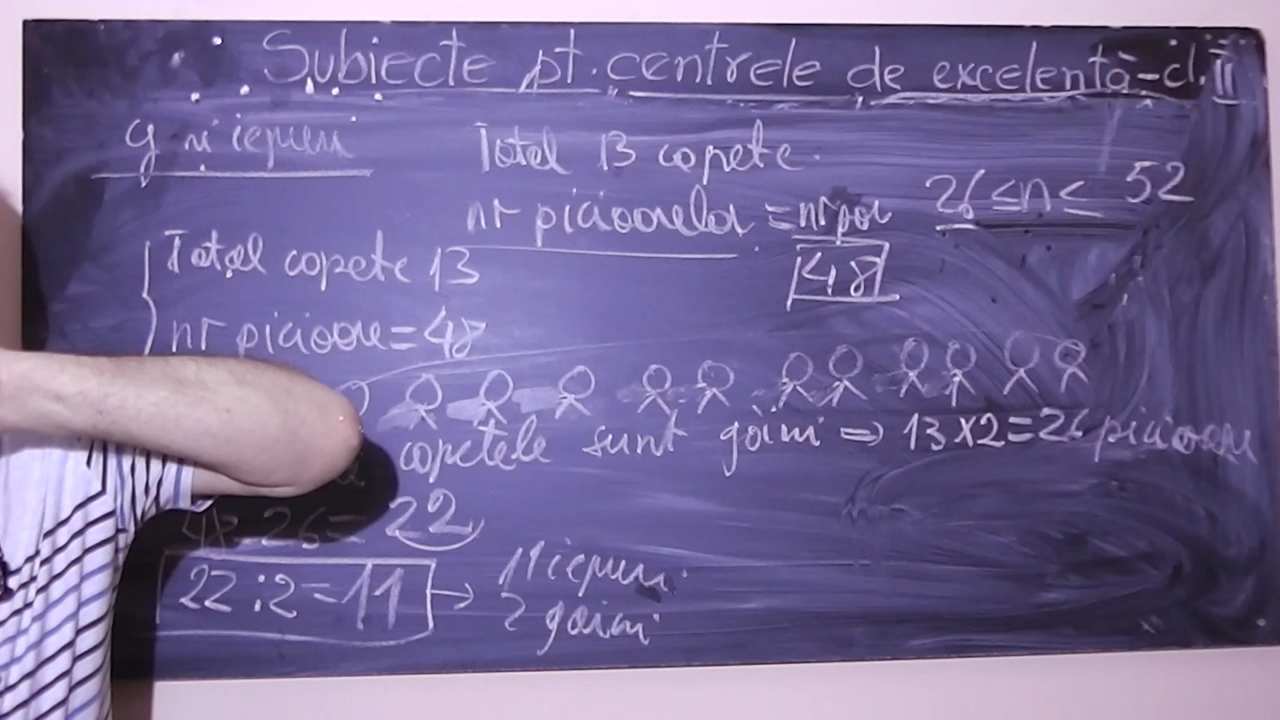 Subiecte pt. centrele de excelență - cl. II
g și iepuri
Total 13 capete.
nr picioarelor = nr par
26 ≤ n ≤ 52
48
Total capete 13
nr picioare = 48
capetele sunt găini => 13 x 2 = 26 picioare
48 - 26 = 22
22 : 2 = 11 → 11 iepuri
2 găini